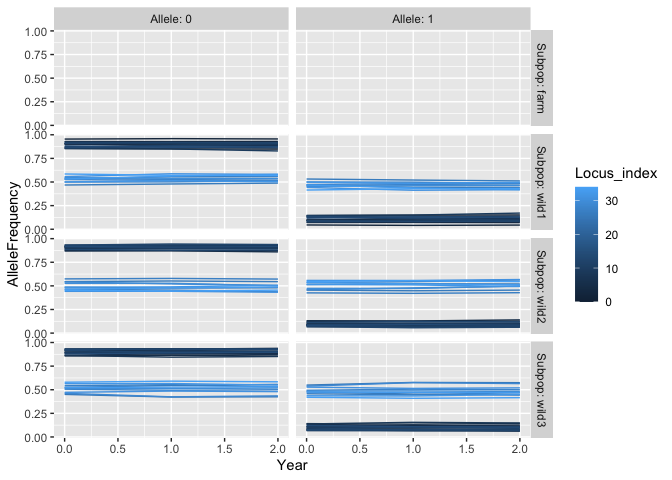 Allele: 0
Allele: 1
1.00
0.75
0.50
0.25
0.00
Subpop: farm
1.00
0.75
0.50
0.25
0.00
Subpop: wild1
1.00
0.75
0.50
0.25
0.00
Subpop: wild2
1.00
0.75
0.50
0.25
0.00
Subpop: wild3
AlleleFrequency
0.0 0.5 1.0 1.5 2.0
0.0 0.5 1.0 1.5 2.0
Year
Locus_index
30
20
10
0